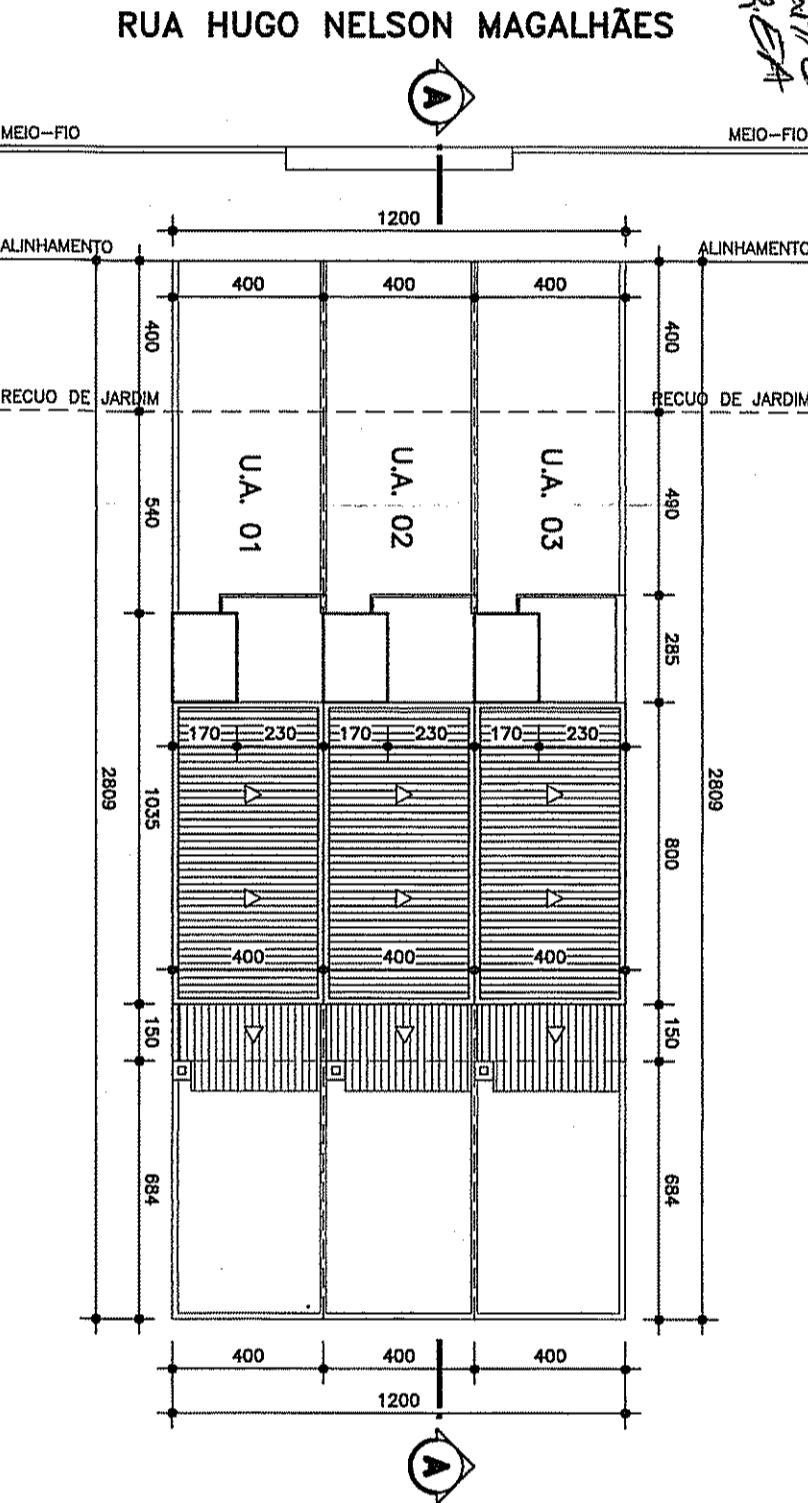 RUA HUGO NELSON MAGALHÃES
A
MEIO-FIO MEIO-FIO
1200
ALINHAMENTO ALINHAMENTO
400 400 400
400 400
RECUO DE JARDIM RECUO DE JARDIM
U.A. 01 U.A. 02 U.A. 03
540 490
285
170 230 170 230 170 230
2809 1035 800 2809
400 400 400
150 150
684 684
400 400 400
1200
A